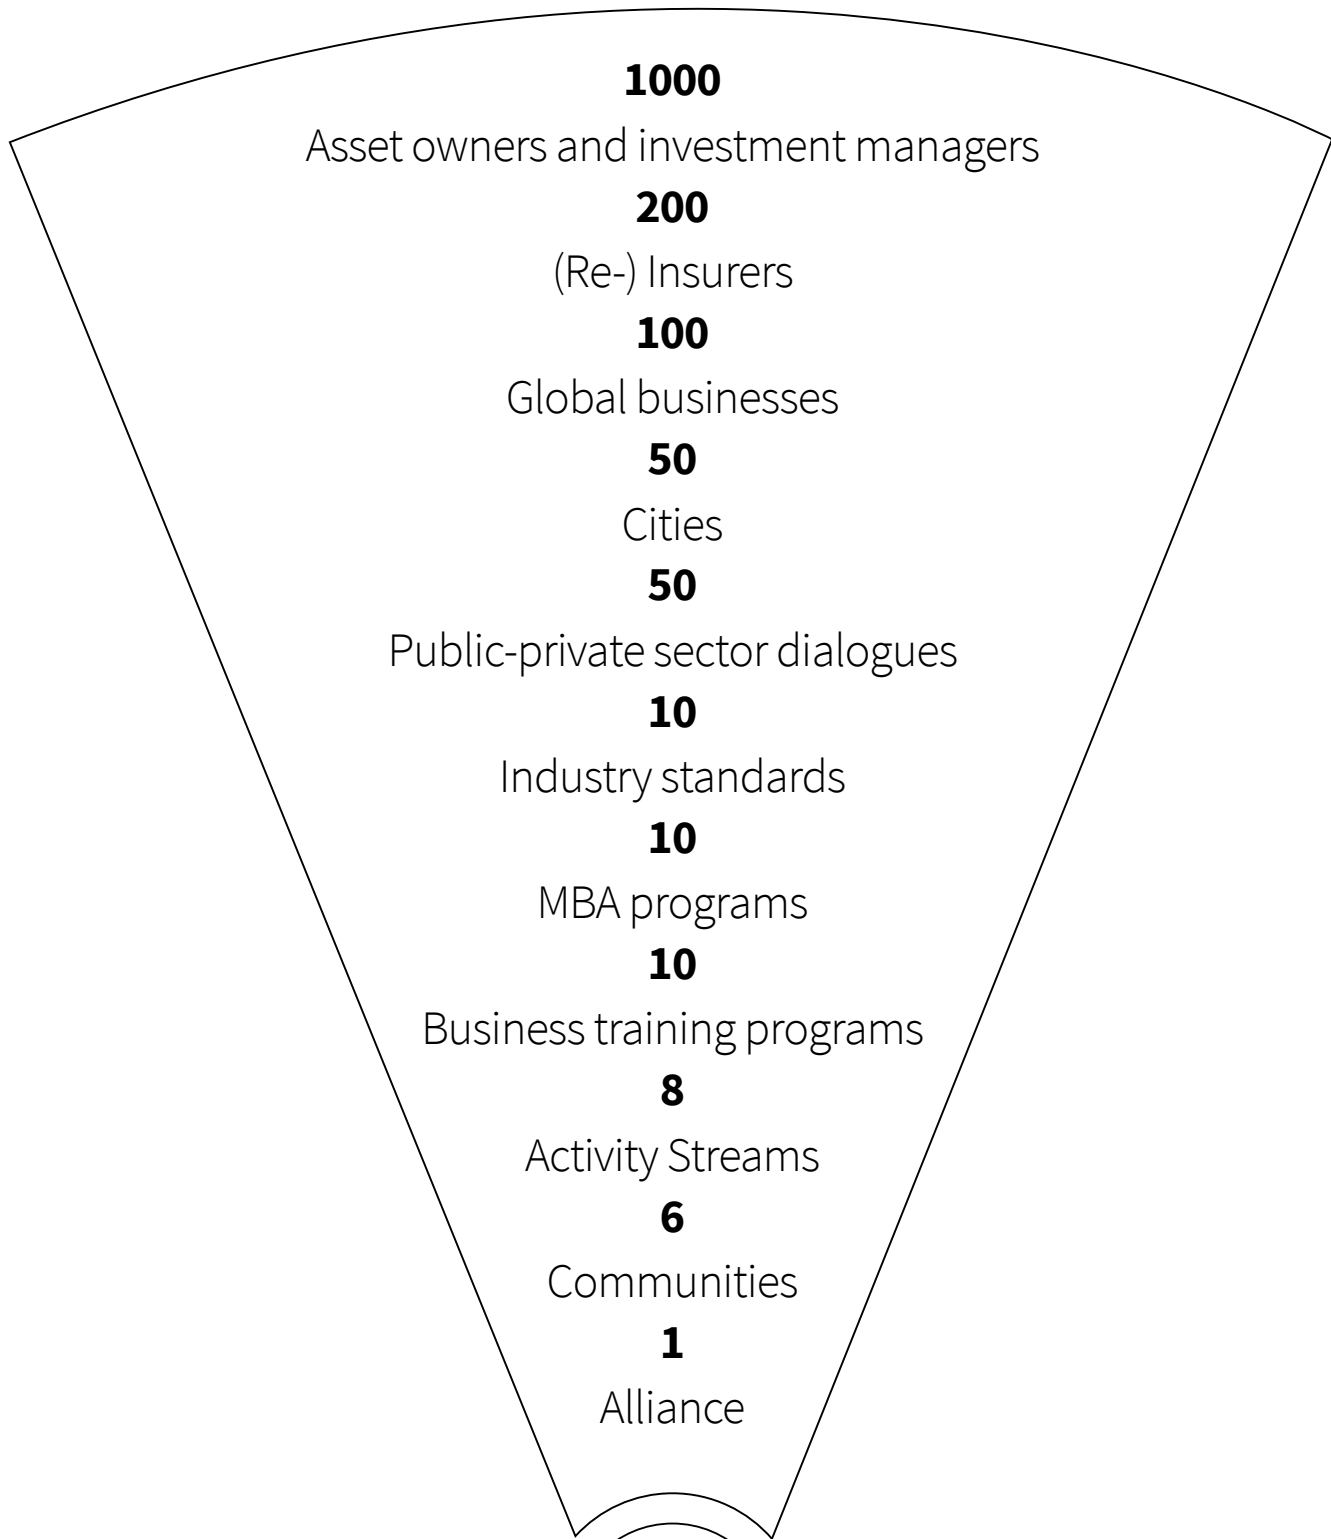 1000
Asset owners and investment managers
200
(Re-) Insurers
100
Global businesses
50
Cities
50
Public-private sector dialogues
10
Industry standards
10
MBA programs
10
Business training programs
8
Activity Streams
6
Communities
1
Alliance